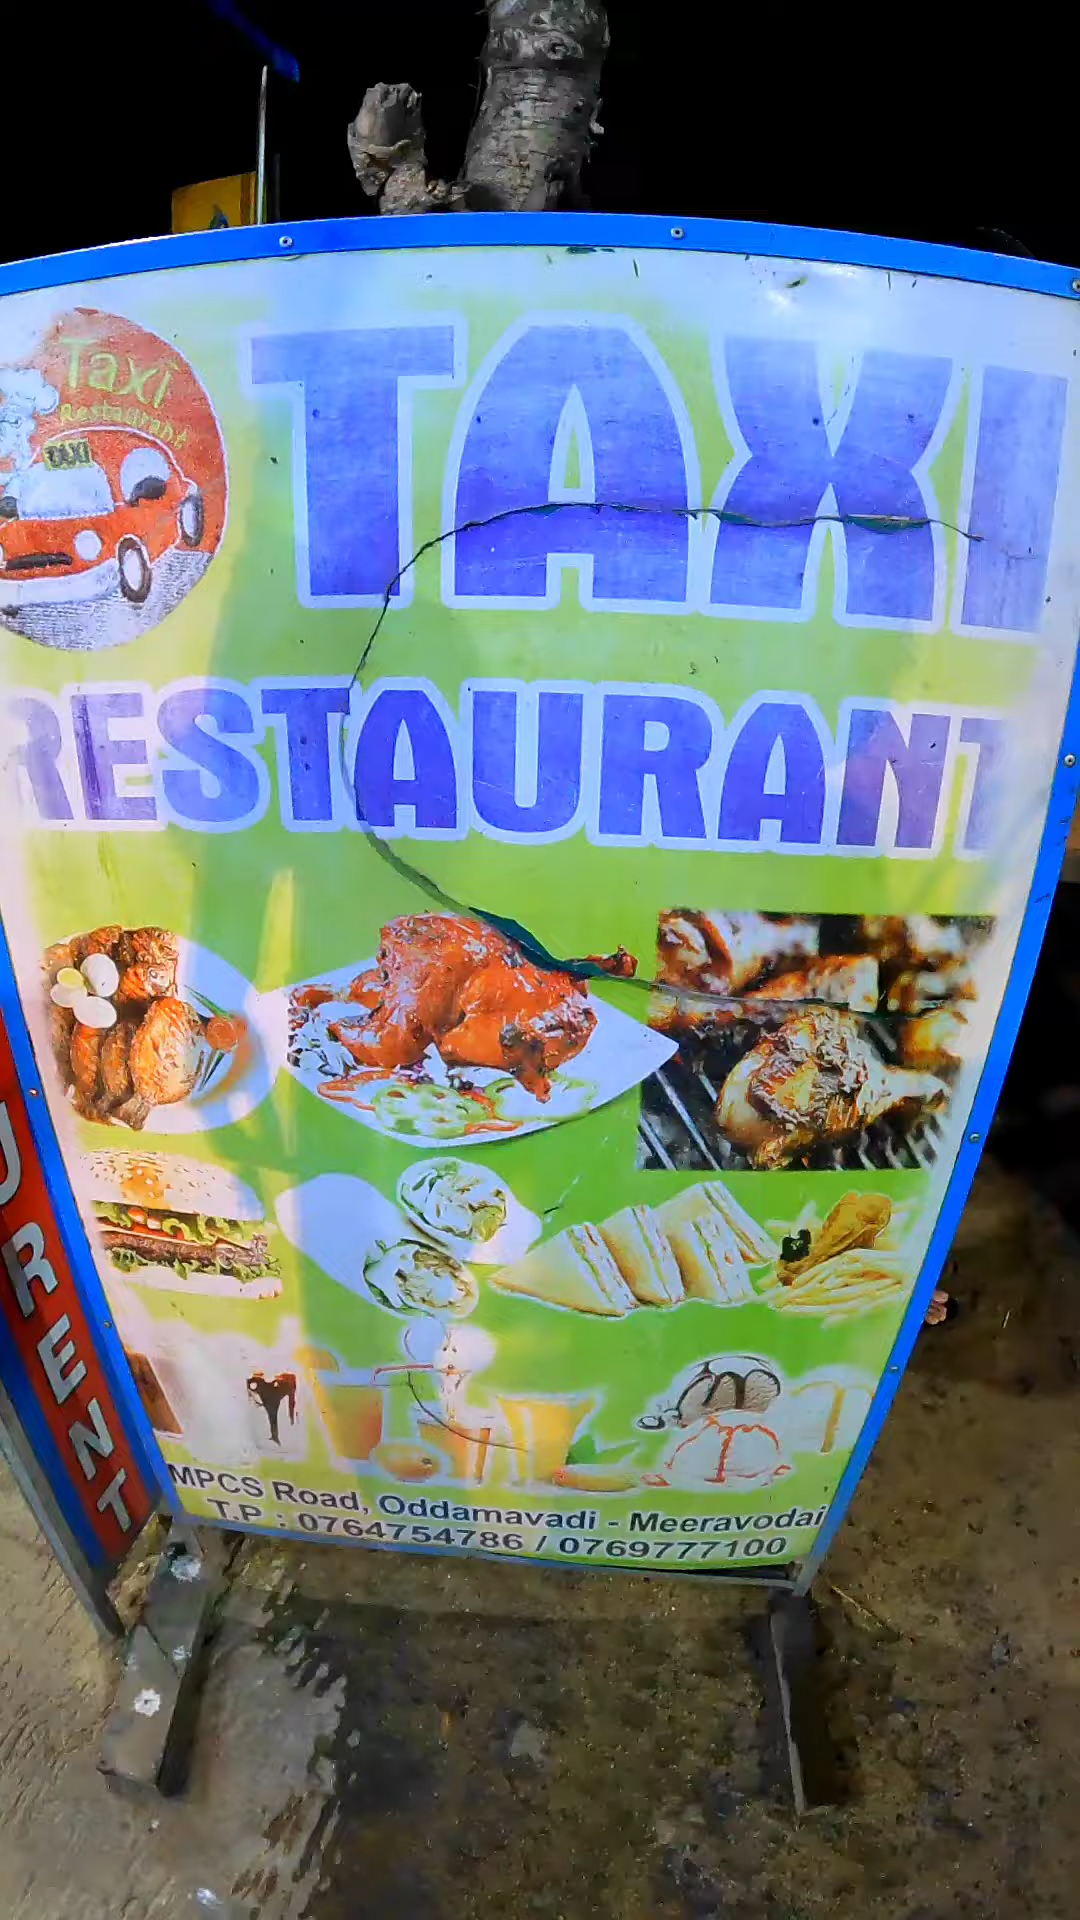 Taxi
Restaurant
TAXI
TAXI
RESTAURANT
MPCS Road, Oddamavadi - Meeravodai
T.P : 0764754786 / 0769777100
URENT